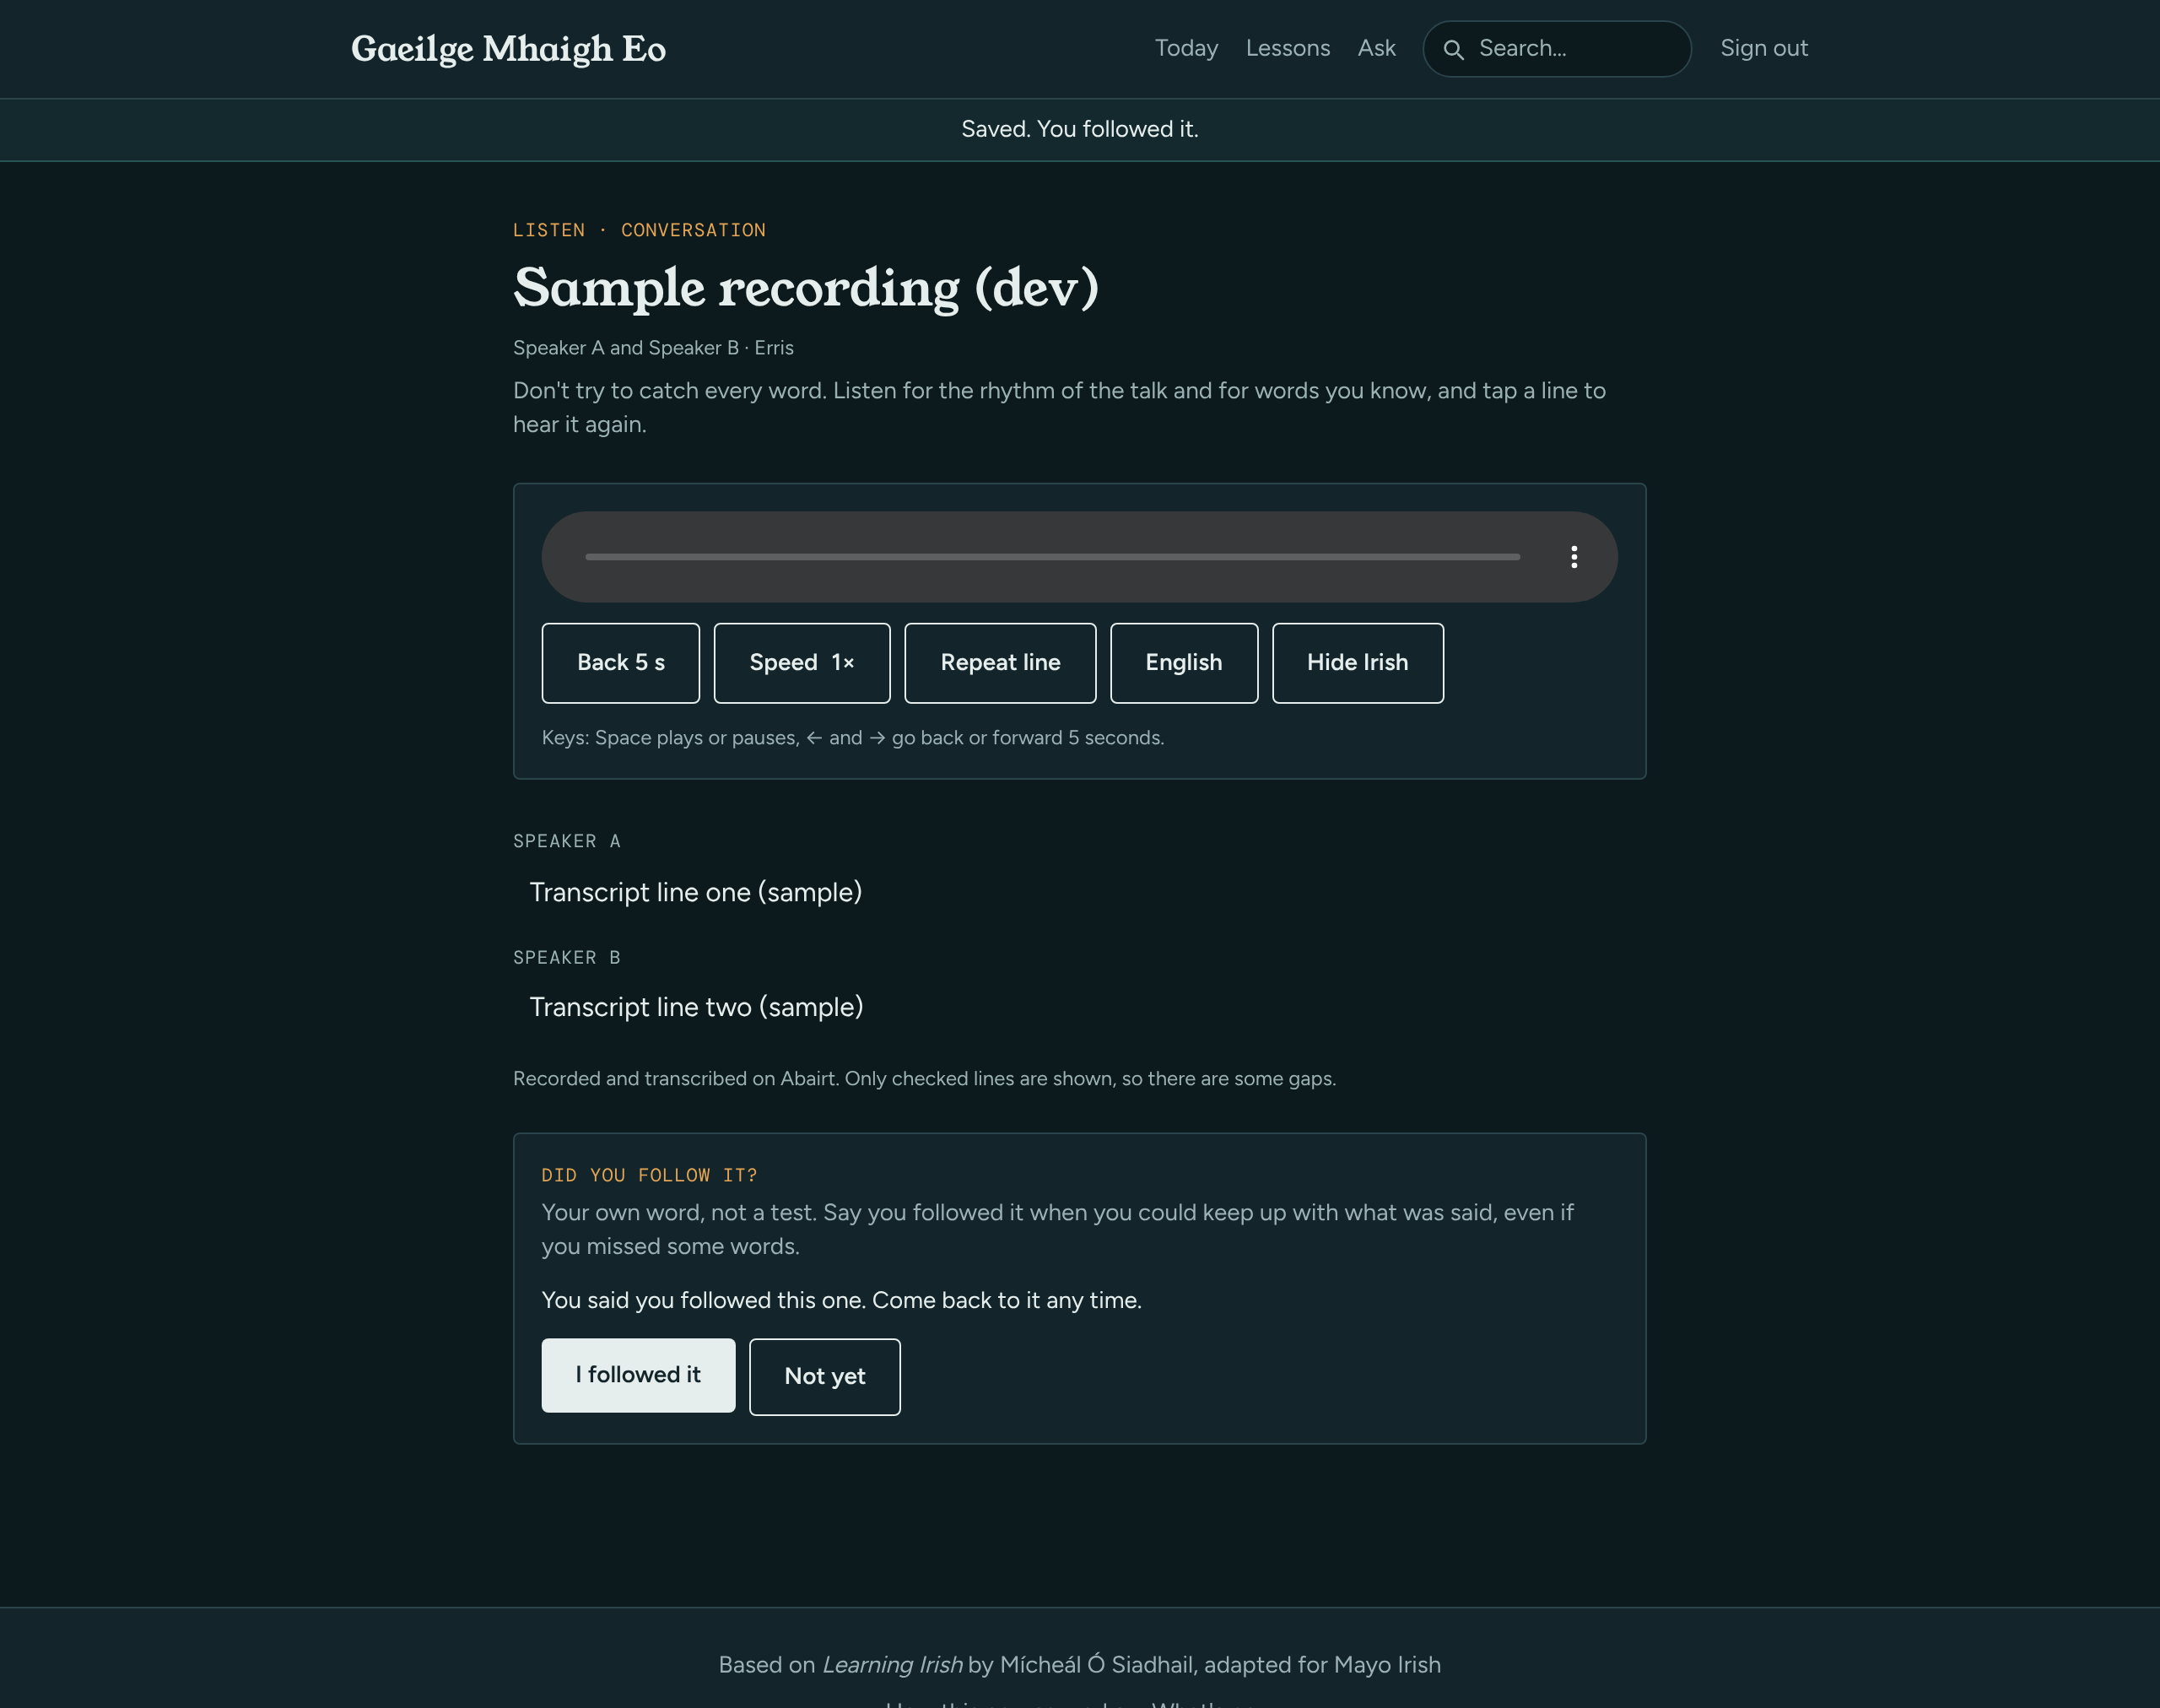 Gaeilge Mhaigh Eo
Today Lessons Ask Search... Sign out
Saved. You followed it.
LISTEN · CONVERSATION
Sample recording (dev)
Speaker A and Speaker B · Erris
Don't try to catch every word. Listen for the rhythm of the talk and for words you know, and tap a line to
hear it again.
Back 5 s Speed 1× Repeat line English Hide Irish
Keys: Space plays or pauses, ← and → go back or forward 5 seconds.
SPEAKER A
Transcript line one (sample)
SPEAKER B
Transcript line two (sample)
Recorded and transcribed on Abairt. Only checked lines are shown, so there are some gaps.
DID YOU FOLLOW IT?
Your own word, not a test. Say you followed it when you could keep up with what was said, even if
you missed some words.
You said you followed this one. Come back to it any time.
I followed it Not yet
Based on Learning Irish by Mícheál Ó Siadhail, adapted for Mayo Irish